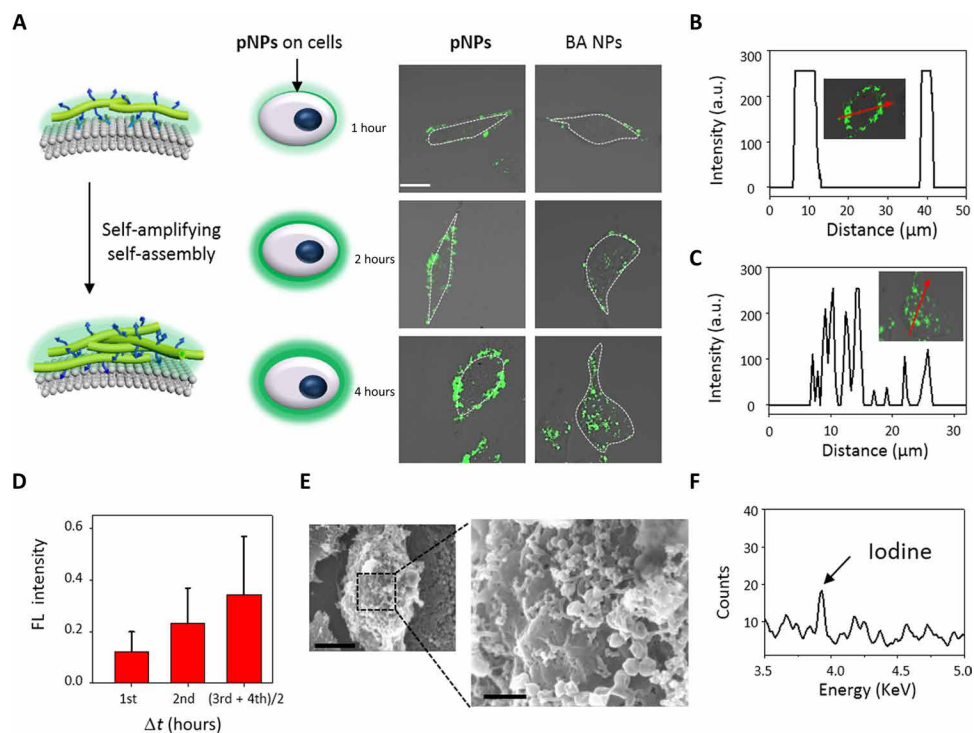 A
pNPs on cells
pNPs
BA NPs
1 hour
Self-amplifying
self-assembly
2 hours
4 hours
B
300
200
100
0
Intensity (a.u.)
0 10 20 30 40 50
Distance (µm)
C
300
200
100
0
Intensity (a.u.)
0 10 20 30
Distance (µm)
D
0.6
0.4
0.2
0.0
FL intensity
1st 2nd (3rd + 4th)/2
Δt (hours)
E
F
40
30
20
10
Counts
Iodine
3.5 4.0 4.5 5.0
Energy (KeV)